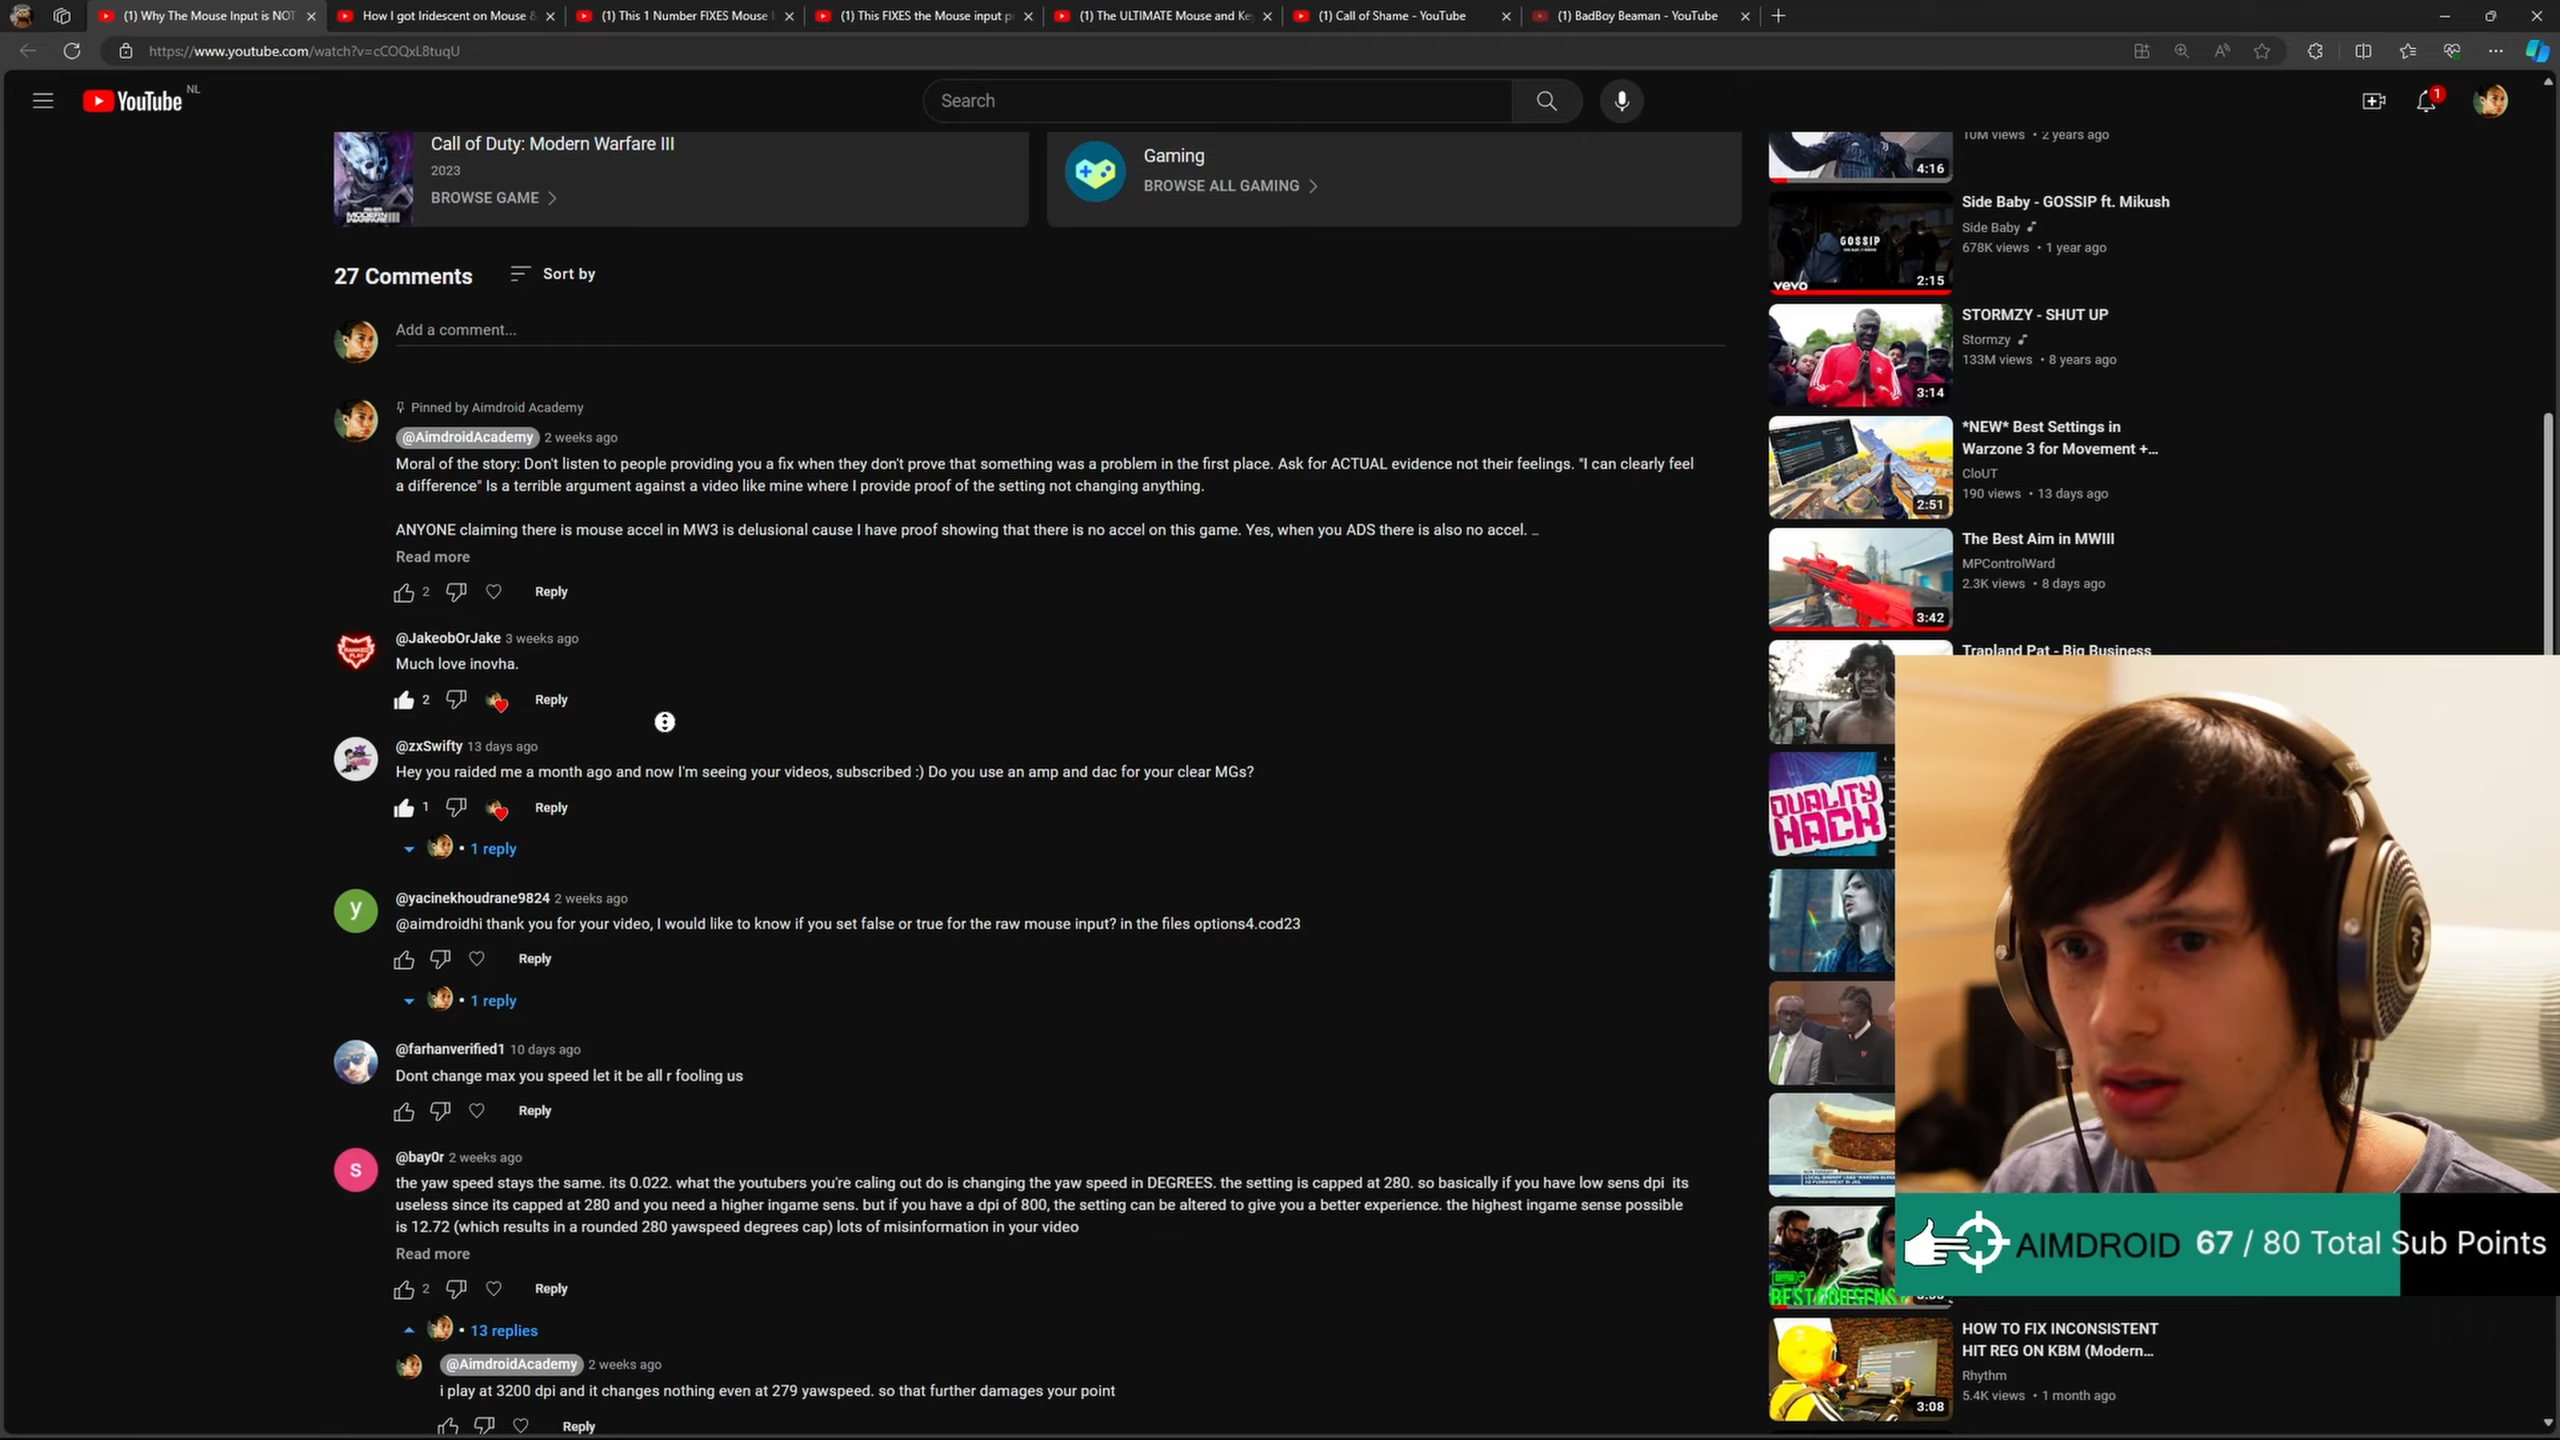 (1) Why The Mouse Input is NOT
How I got Iridescent on Mouse &
(1) This 1 Number FIXES Mouse
(1) This FIXES the Mouse input p
(1) The ULTIMATE Mouse and Ke
(1) Call of Shame - YouTube
(1) BadBoy Beaman - YouTube
https://www.youtube.com/watch?v=cCOQxL8tuqU
YouTube NL
Search
1
Call of Duty: Modern Warfare III
2023
BROWSE GAME
Gaming
BROWSE ALL GAMING
27 Comments
Sort by
Add a comment...
Pinned by Aimdroid Academy
@AimdroidAcademy 2 weeks ago
Moral of the story: Don't listen to people providing you a fix when they don't prove that something was a problem in the first place. Ask for ACTUAL evidence not their feelings. "I can clearly feel
a difference" Is a terrible argument against a video like mine where I provide proof of the setting not changing anything.
ANYONE claiming there is mouse accel in MW3 is delusional cause I have proof showing that there is no accel on this game. Yes, when you ADS there is also no accel. ...
Read more
2
Reply
@JakeobOrJake 3 weeks ago
Much love inovha.
2
Reply
@zxSwifty 13 days ago
Hey you raided me a month ago and now I'm seeing your videos, subscribed :) Do you use an amp and dac for your clear MGs?
1
Reply
• 1 reply
y
@yacinekhoudrane9824 2 weeks ago
@aimdroidhi thank you for your video, I would like to know if you set false or true for the raw mouse input? in the files options4.cod23
Reply
• 1 reply
@farhanverified1 10 days ago
Dont change max you speed let it be all r fooling us
Reply
s
@bay0r 2 weeks ago
the yaw speed stays the same. its 0.022. what the youtubers you're caling out do is changing the yaw speed in DEGREES. the setting is capped at 280. so basically if you have low sens dpi its
useless since its capped at 280 and you need a higher ingame sens. but if you have a dpi of 800, the setting can be altered to give you a better experience. the highest ingame sense possible
is 12.72 (which results in a rounded 280 yawspeed degrees cap) lots of misinformation in your video
Read more
2
Reply
• 13 replies
@AimdroidAcademy 2 weeks ago
i play at 3200 dpi and it changes nothing even at 279 yawspeed. so that further damages your point
Reply
4:16
10M views • 2 years ago
GOSSIP
vevo
2:15
Side Baby - GOSSIP ft. Mikush
Side Baby
678K views • 1 year ago
3:14
STORMZY - SHUT UP
Stormzy
133M views • 8 years ago
2:51
*NEW* Best Settings in
Warzone 3 for Movement +...
CloUT
190 views • 13 days ago
3:42
The Best Aim in MWIII
MPControlWard
2.3K views • 8 days ago
Trapland Pat - Big Business
QUALITY
HACK
BEST COD SENS
AIMDROID 67 / 80 Total Sub Points
3:08
HOW TO FIX INCONSISTENT
HIT REG ON KBM (Modern...
Rhythm
5.4K views • 1 month ago